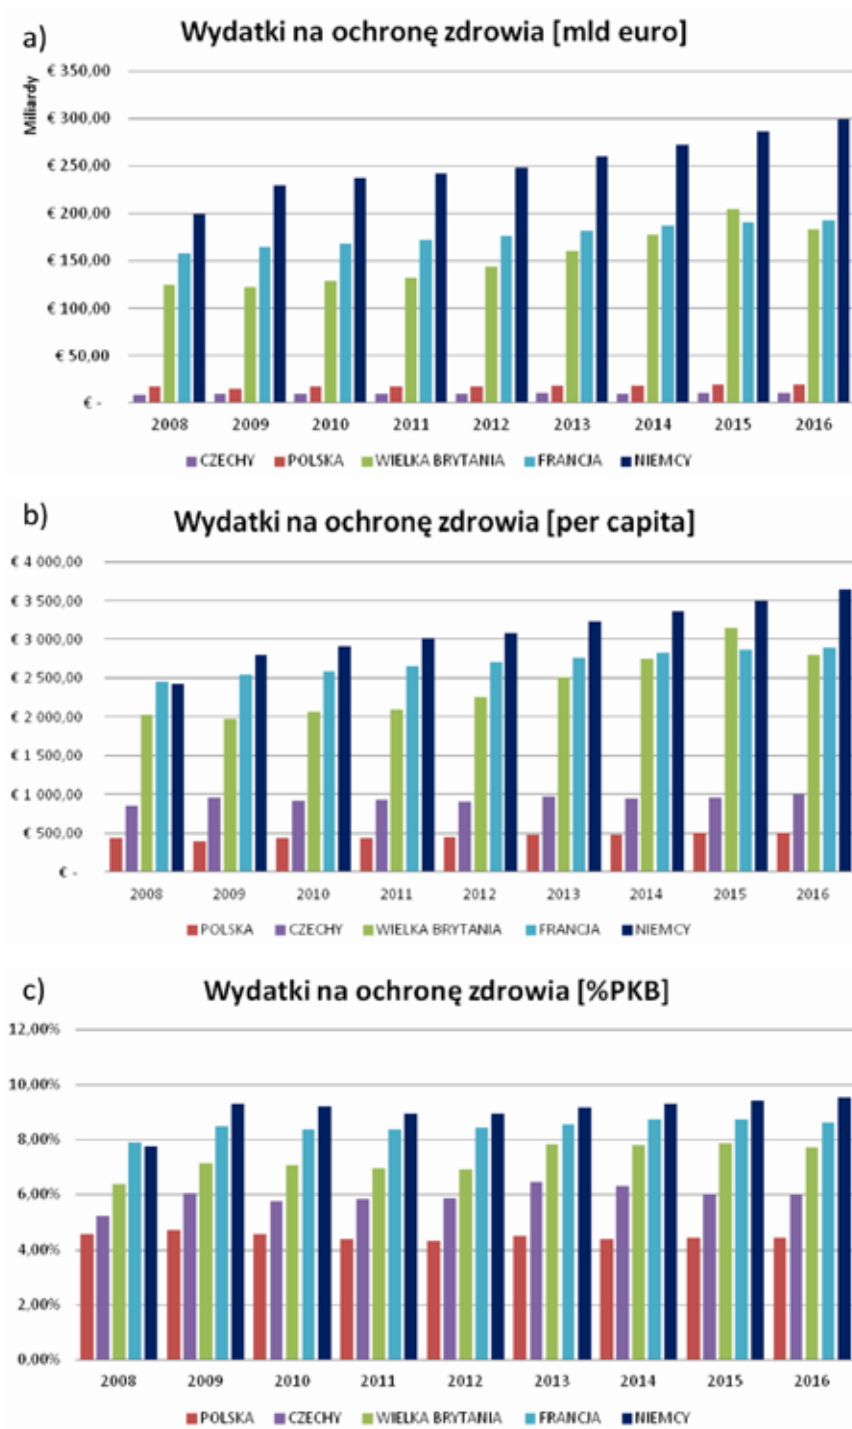 a) Wydatki na ochronę zdrowia [mld euro]
Miliardy
€ 350,00
€ 300,00
€ 250,00
€ 200,00
€ 150,00
€ 100,00
€ 50,00
€ -
2008 2009 2010 2011 2012 2013 2014 2015 2016
CZECHY POLSKA WIELKA BRYTANIA FRANCJA NIEMCY
b) Wydatki na ochronę zdrowia [per capita]
€ 4 000,00
€ 3 500,00
€ 3 000,00
€ 2 500,00
€ 2 000,00
€ 1 500,00
€ 1 000,00
€ 500,00
€ -
2008 2009 2010 2011 2012 2013 2014 2015 2016
POLSKA CZECHY WIELKA BRYTANIA FRANCJA NIEMCY
c) Wydatki na ochronę zdrowia [%PKB]
12,00%
10,00%
8,00%
6,00%
4,00%
2,00%
0,00%
2008 2009 2010 2011 2012 2013 2014 2015 2016
POLSKA CZECHY WIELKA BRYTANIA FRANCJA NIEMCY